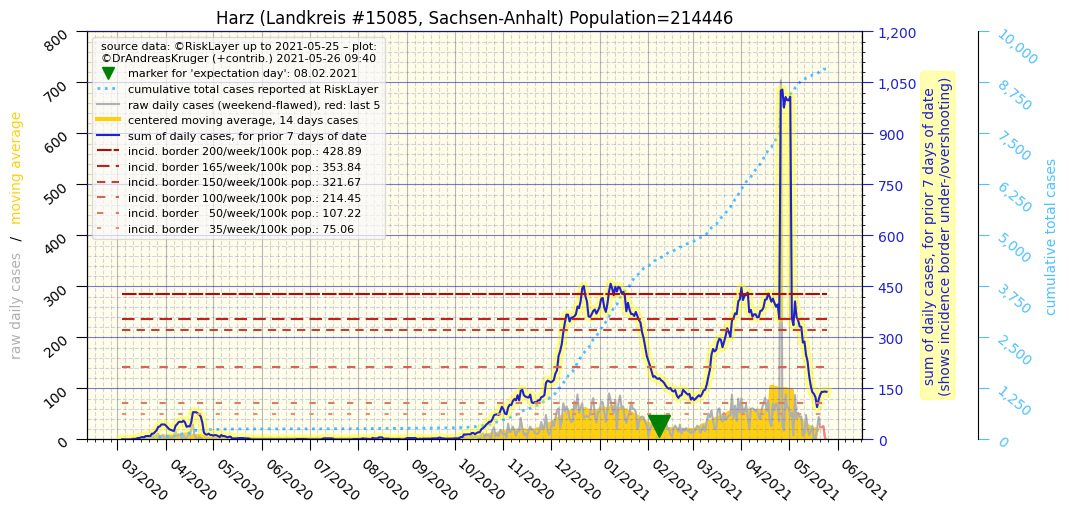 Harz (Landkreis #15085, Sachsen-Anhalt) Population=214446
source data: ©RiskLayer up to 2021-05-25 – plot:
©DrAndreasKruger (+contrib.) 2021-05-26 09:40
marker for 'expectation day': 08.02.2021
cumulative total cases reported at RiskLayer
raw daily cases (weekend-flawed), red: last 5
centered moving average, 14 days cases
sum of daily cases, for prior 7 days of date
incid. border 200/week/100k pop.: 428.89
incid. border 165/week/100k pop.: 353.84
incid. border 150/week/100k pop.: 321.67
incid. border 100/week/100k pop.: 214.45
incid. border 50/week/100k pop.: 107.22
incid. border 35/week/100k pop.: 75.06
raw daily cases / moving average
800
700
600
500
400
300
200
100
0
03/2020
04/2020
05/2020
06/2020
07/2020
08/2020
09/2020
10/2020
11/2020
12/2020
01/2021
02/2021
03/2021
04/2021
05/2021
06/2021
1,200
1,050
900
750
600
450
300
150
0
sum of daily cases, for prior 7 days of date
(shows incidence border under-/overshooting)
10,000
8,750
7,500
6,250
5,000
3,750
2,500
1,250
0
cumulative total cases